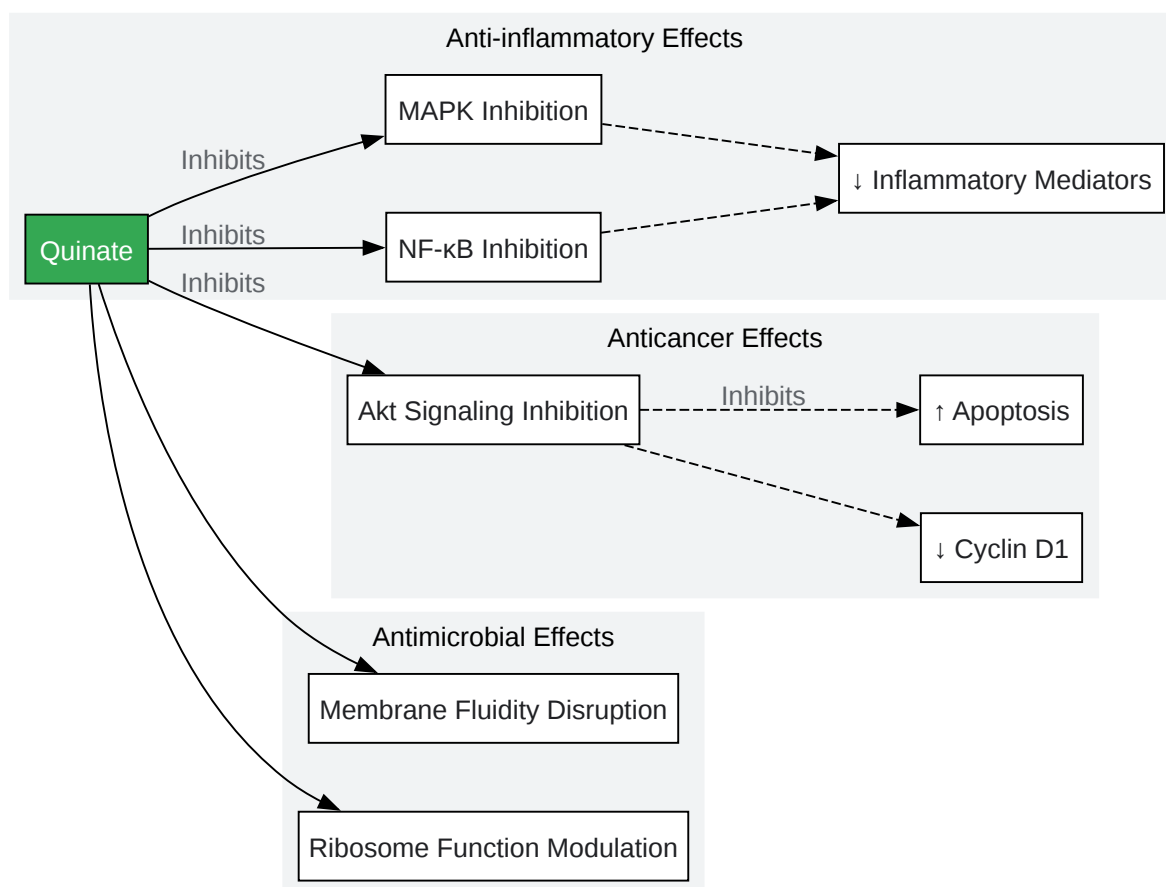 Anti-inflammatory Effects
MAPK Inhibition
Inhibits
↓ Inflammatory Mediators
Inhibits
Quinate
NF-κB Inhibition
Inhibits
Anticancer Effects
Akt Signaling Inhibition
Inhibits
↑ Apoptosis
↓ Cyclin D1
Antimicrobial Effects
Membrane Fluidity Disruption
Ribosome Function Modulation